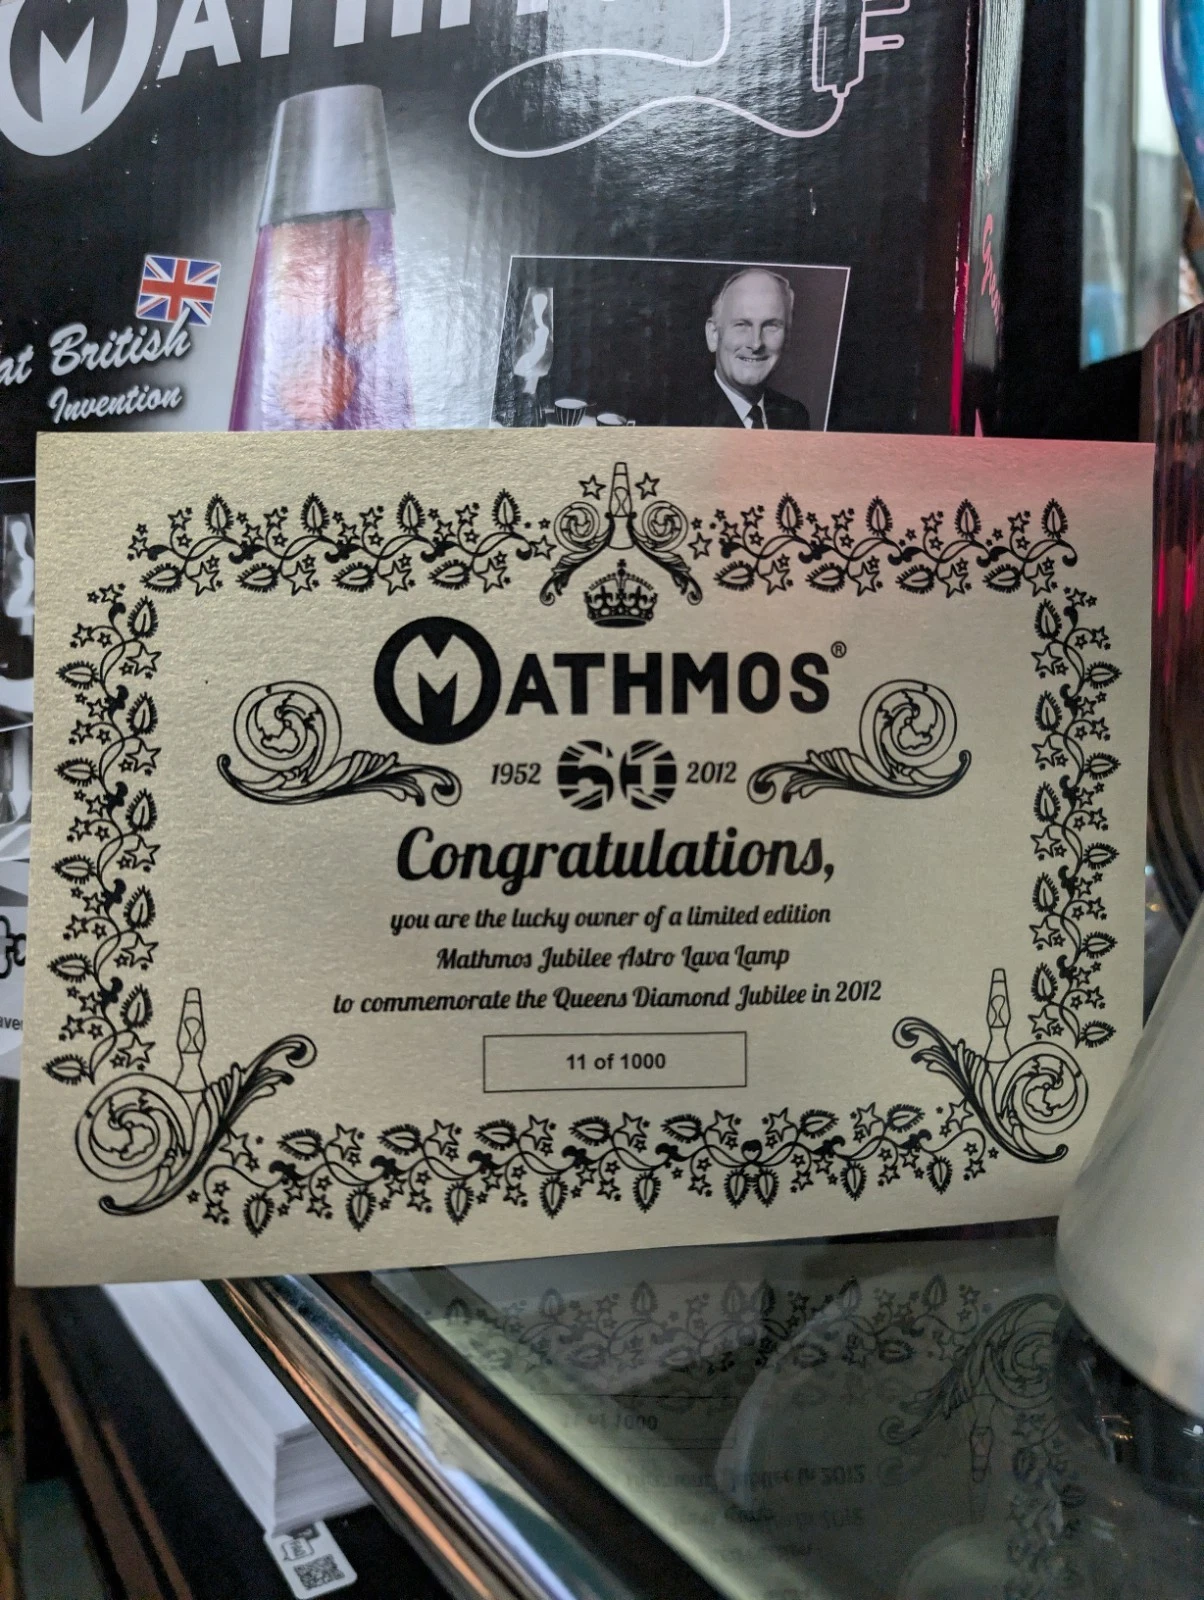 MATHMOS
at British
Invention
MATHMOS®
1952 60 2012
Congratulations,
you are the lucky owner of a limited edition
Mathmos Jubilee Astro Lava Lamp
to commemorate the Queens Diamond Jubilee in 2012
11 of 1000